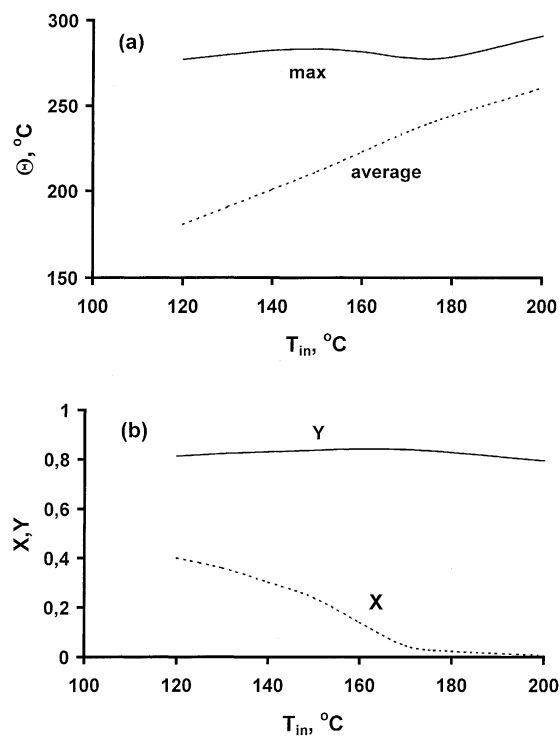 300
(a)
max
250
Θ, °C
average
200
150
100 120 140 160 180 200
T_in, °C
1
(b)
Y
0,8
0,6
X,Y
0,4
X
0,2
0
100 120 140 160 180 200
T_in, °C